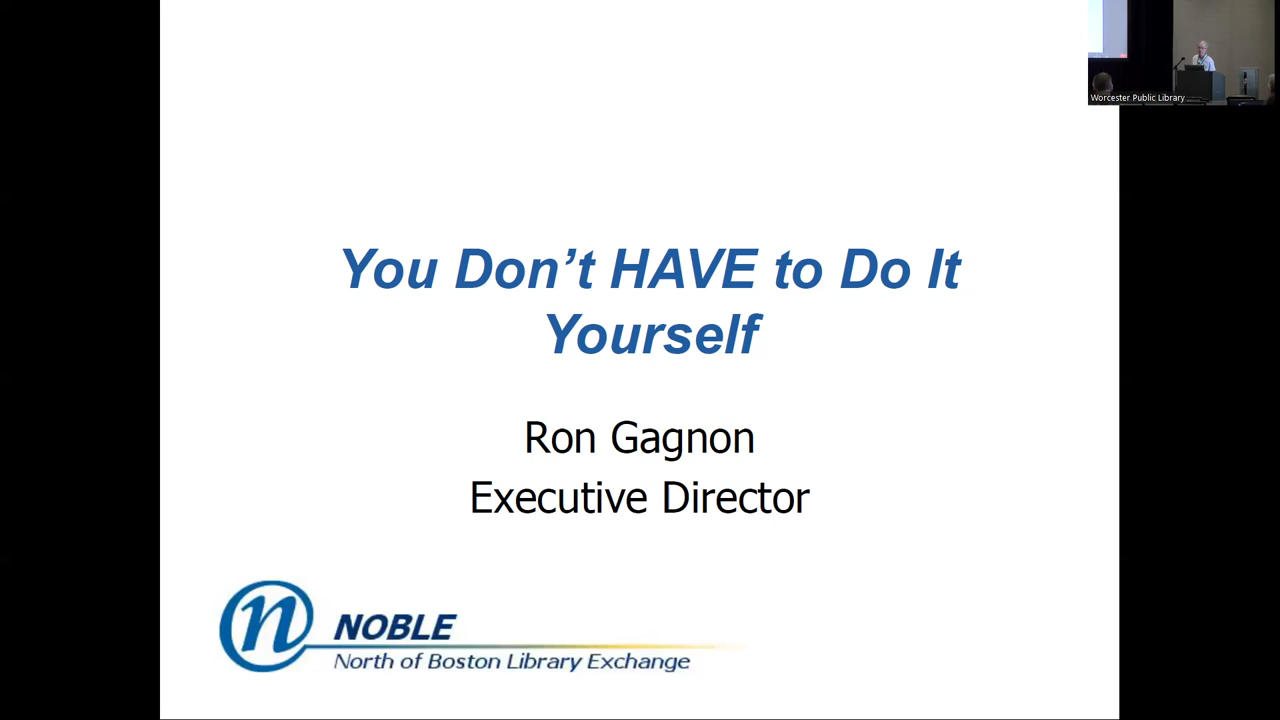 Worcester Public Library
You Don't HAVE to Do It
Yourself
Ron Gagnon
Executive Director
n
NOBLE
North of Boston Library Exchange